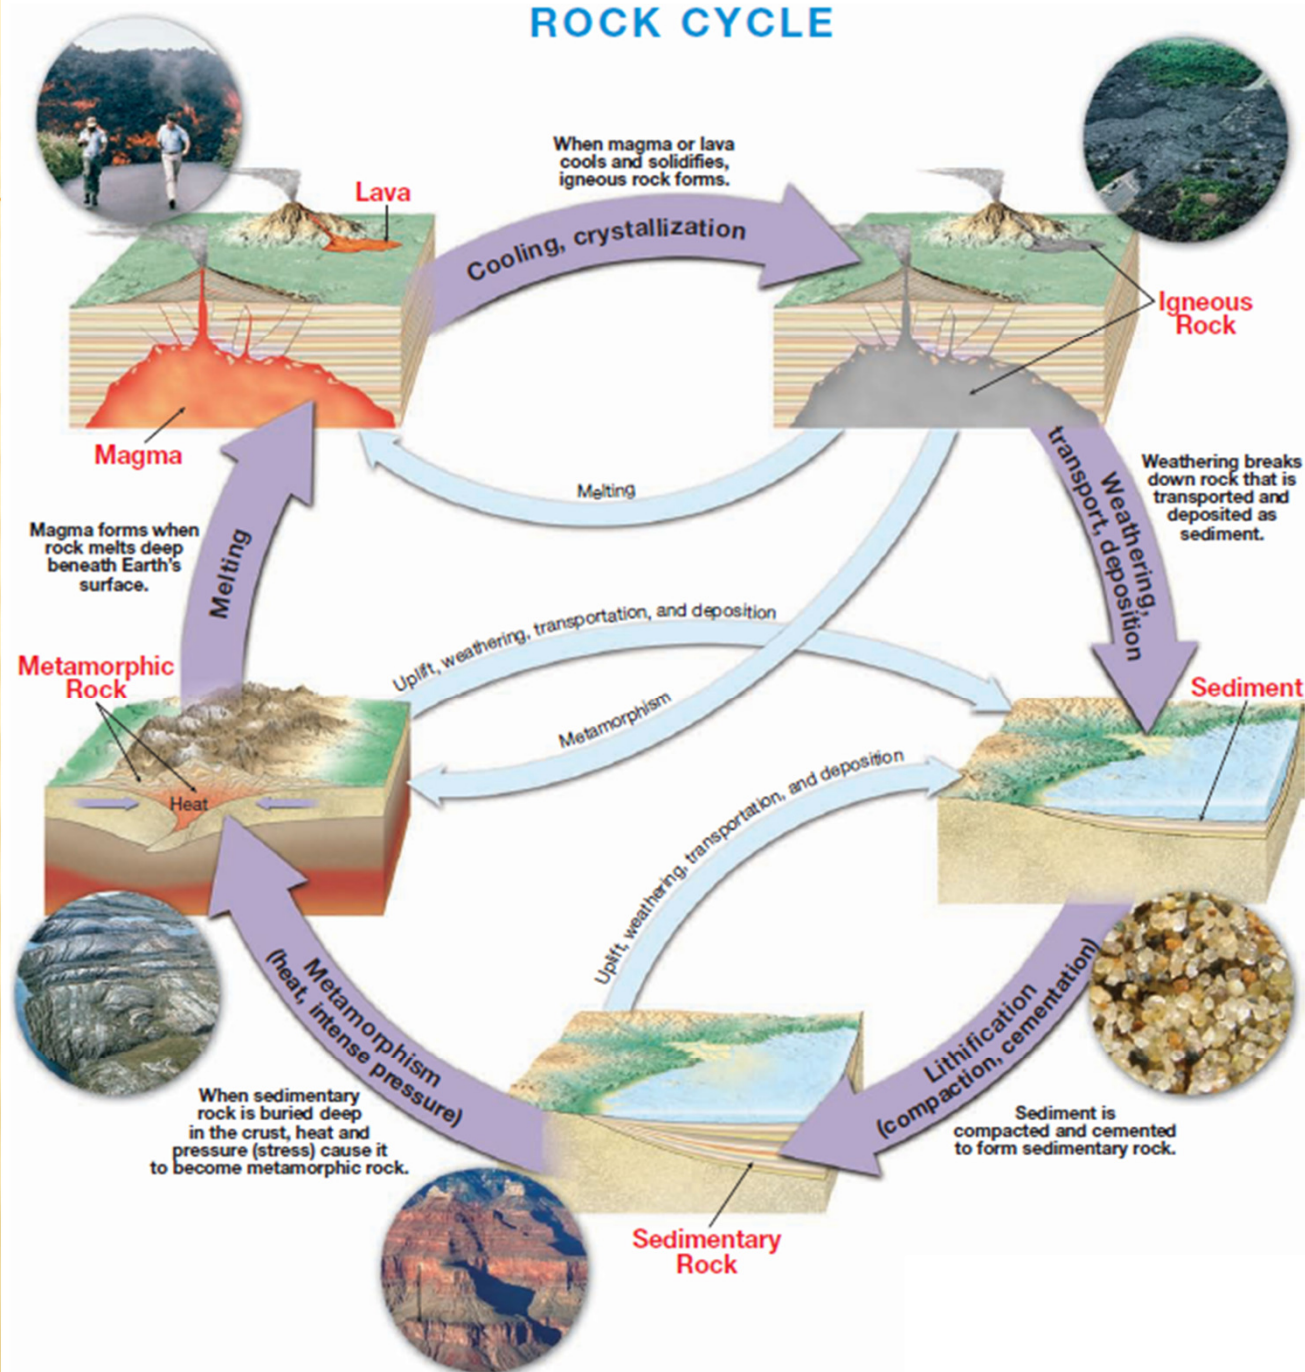 ROCK CYCLE
When magma or lava
cools and solidifies,
igneous rock forms.
Lava
Cooling, crystallization
Igneous
Rock
Magma
Melting
Weathering,
transport, deposition
Weathering breaks
down rock that is
transported and
deposited as
sediment.
Magma forms when
rock melts deep
beneath Earth's
surface.
Melting
Uplift, weathering, transportation, and deposition
Metamorphic
Rock
Metamorphism
Sediment
Heat
Uplift, weathering, transportation, and deposition
Metamorphism
(heat, intense pressure)
Lithification
(compaction, cementation)
When sedimentary
rock is buried deep
in the crust, heat and
pressure (stress) cause it
to become metamorphic rock.
Sediment is
compacted and cemented
to form sedimentary rock.
Sedimentary
Rock